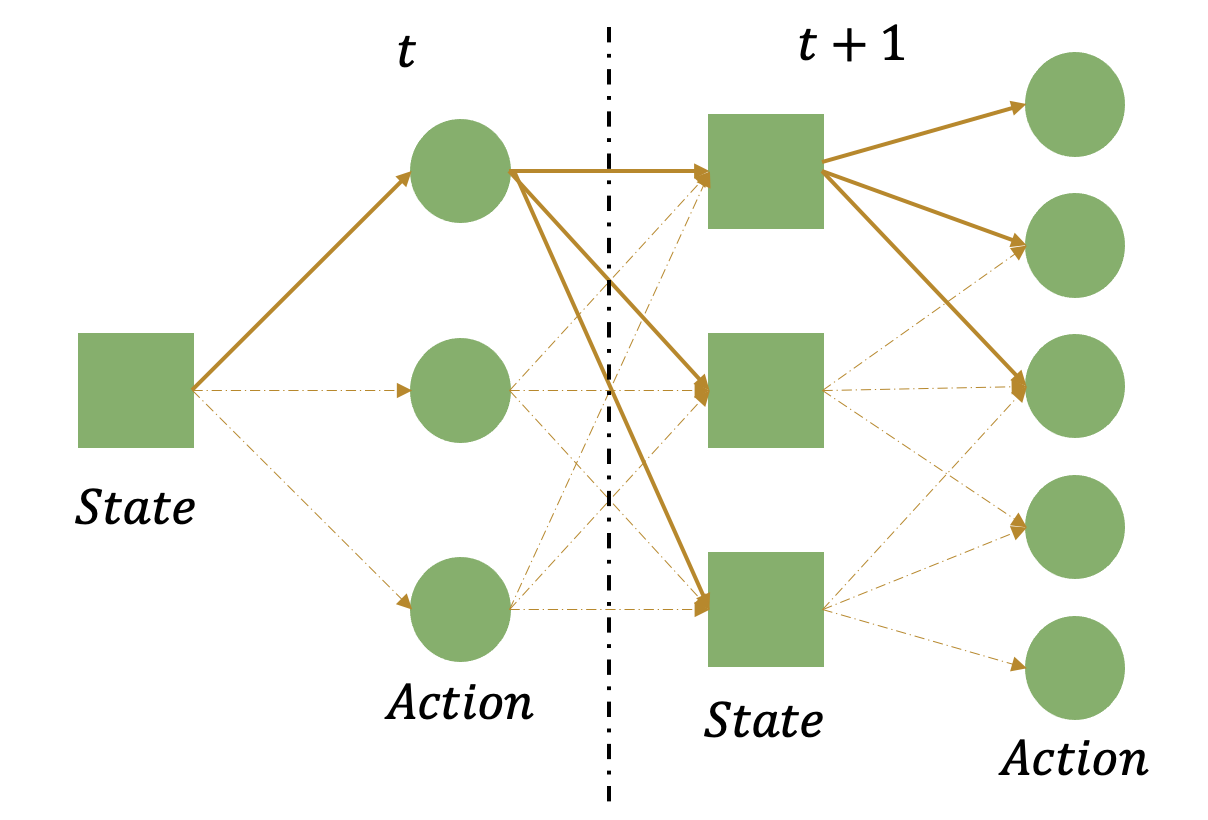 t
t + 1
State
Action
State
Action